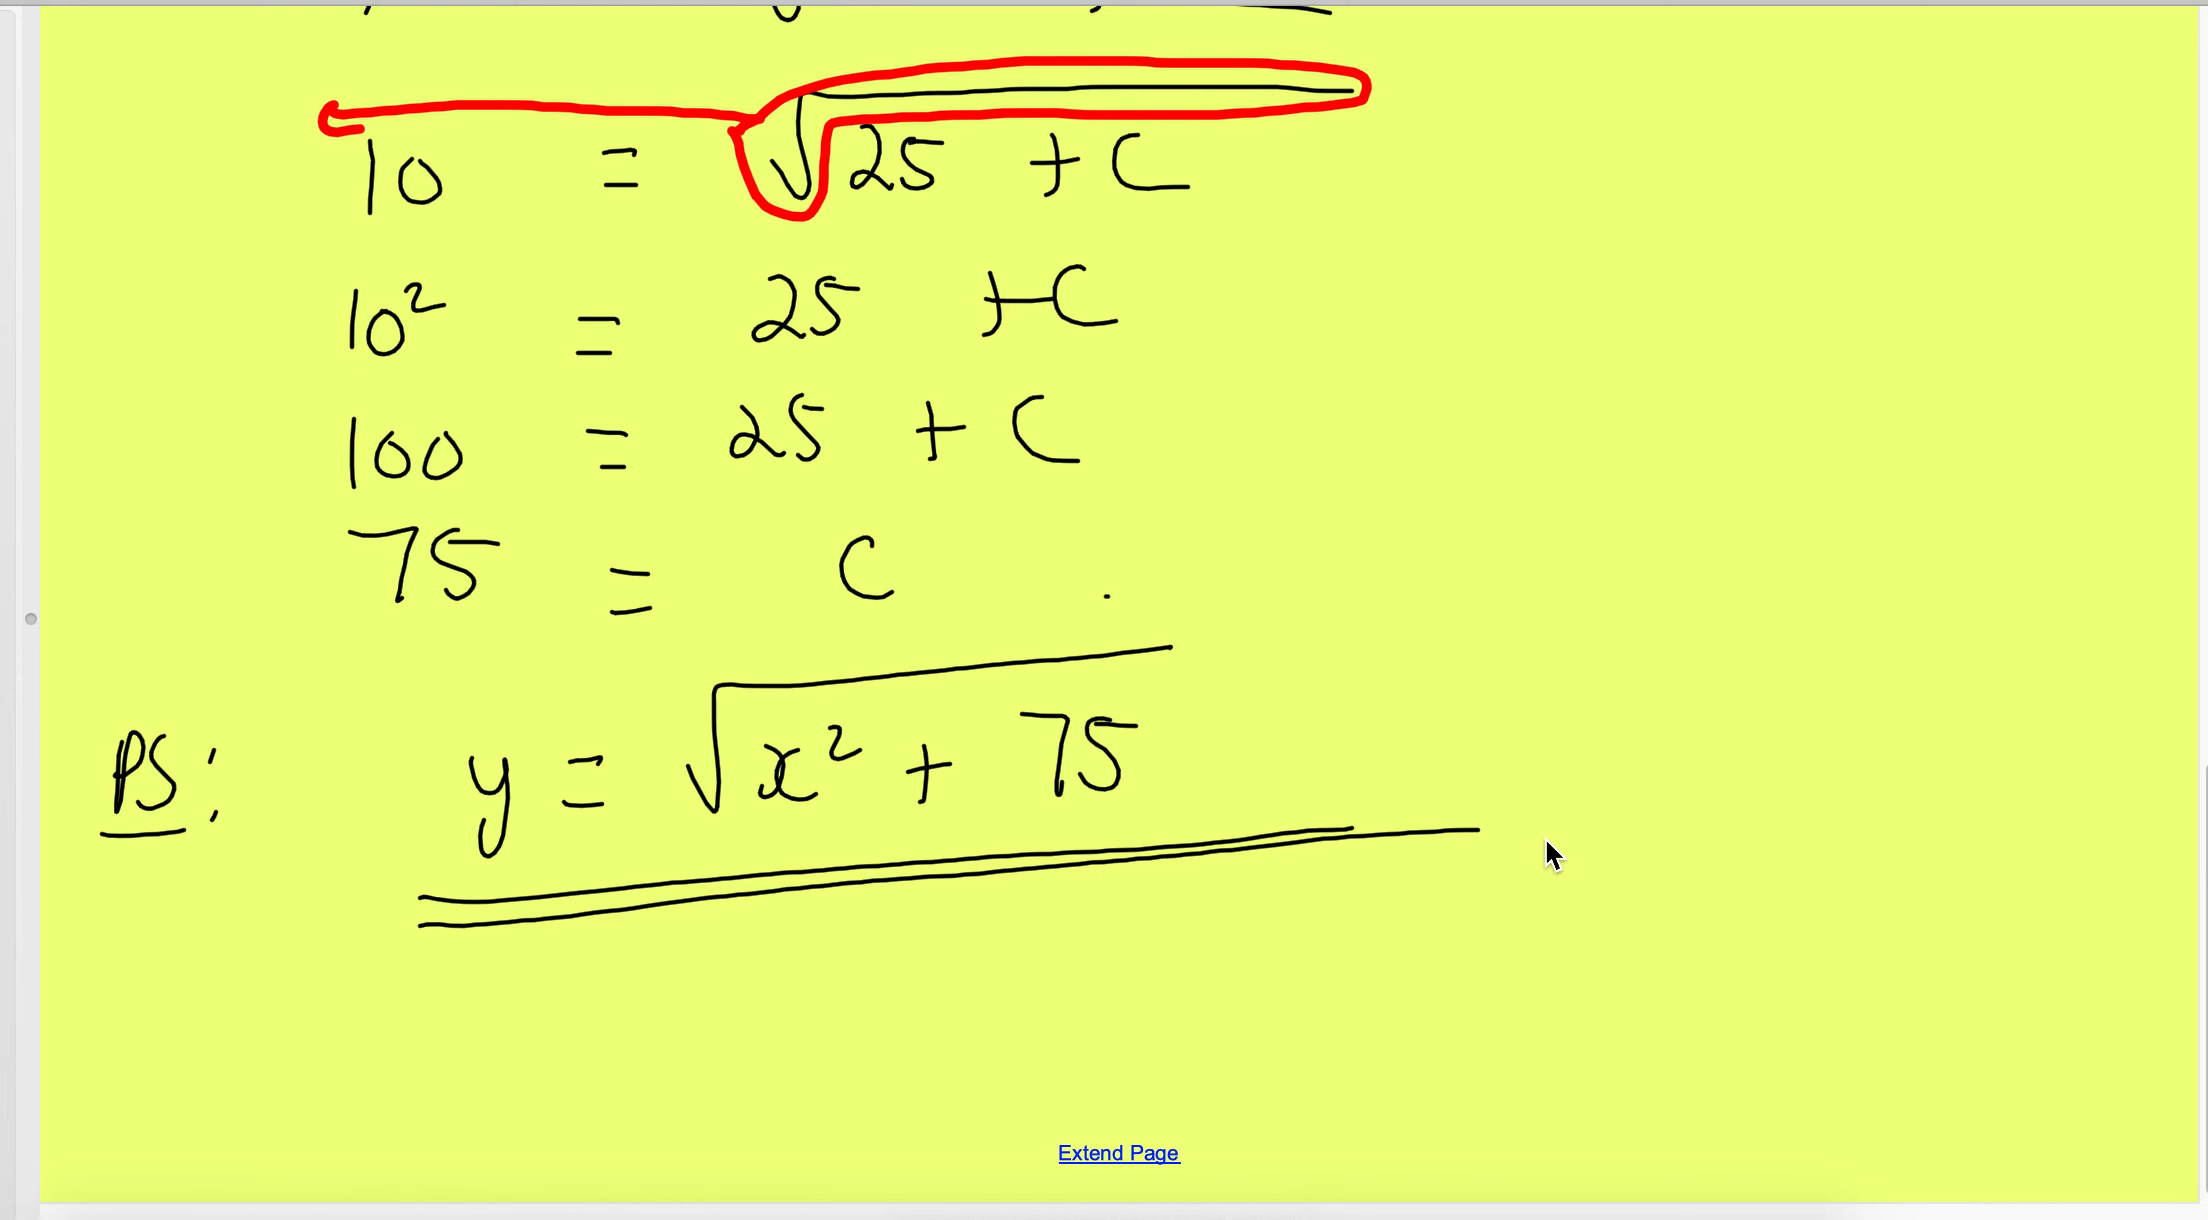 10 = √25 + C
10² = 25 + C
100 = 25 + C
75 = C .
PS: y = √x² + 75
Extend Page